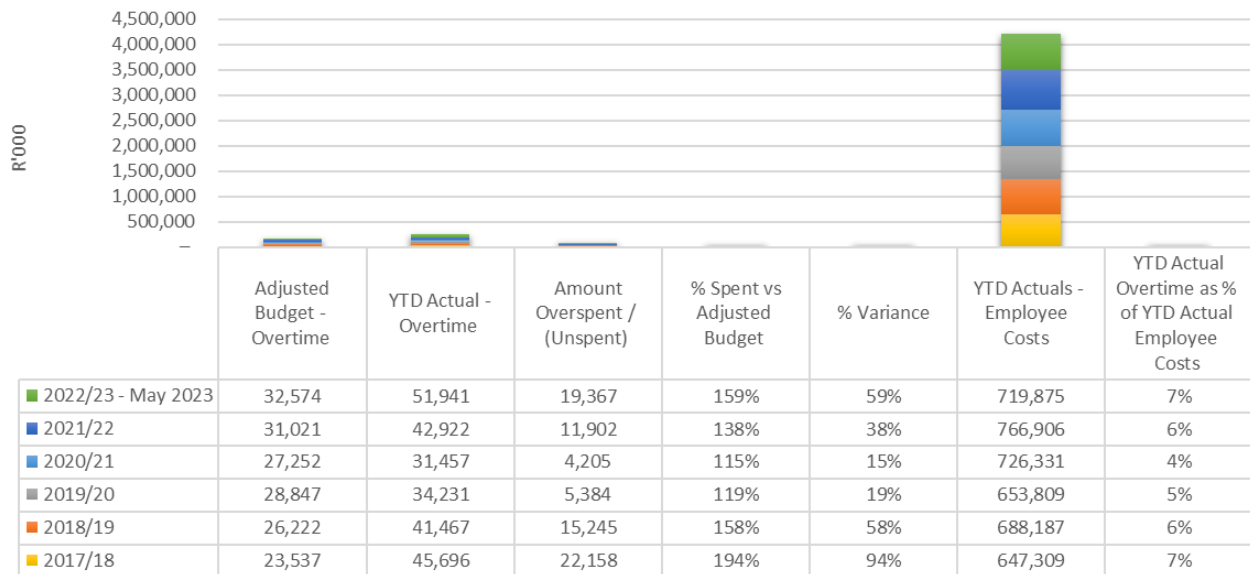 4,500,000
4,000,000
3,500,000
3,000,000
2,500,000
2,000,000
1,500,000
1,000,000
500,000
–
R'000
Adjusted
Budget -
Overtime
YTD Actual -
Overtime
Amount
Overspent /
(Unspent)
% Spent vs
Adjusted
Budget
% Variance
YTD Actuals -
Employee
Costs
YTD Actual
Overtime as %
of YTD Actual
Employee
Costs
2022/23 - May 2023 32,574 51,941 19,367 159% 59% 719,875 7%
2021/22 31,021 42,922 11,902 138% 38% 766,906 6%
2020/21 27,252 31,457 4,205 115% 15% 726,331 4%
2019/20 28,847 34,231 5,384 119% 19% 653,809 5%
2018/19 26,222 41,467 15,245 158% 58% 688,187 6%
2017/18 23,537 45,696 22,158 194% 94% 647,309 7%